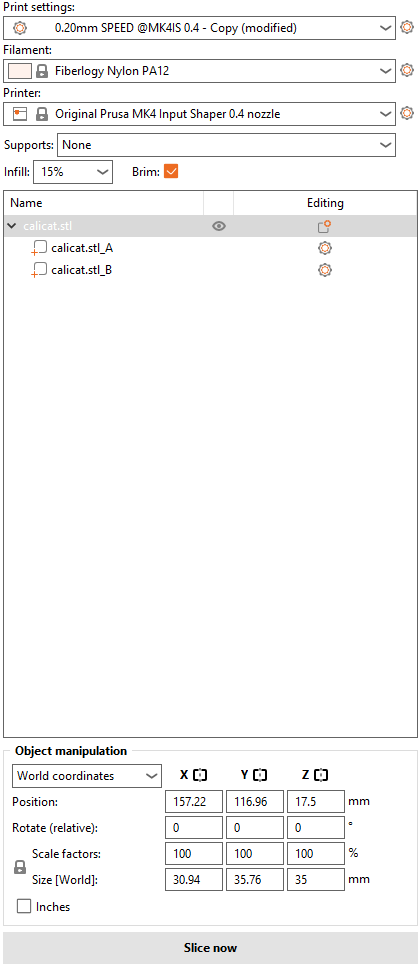 Print settings:
0.20mm SPEED @MK4IS 0.4 - Copy (modified)
Filament:
Fiberlogy Nylon PA12
Printer:
Original Prusa MK4 Input Shaper 0.4 nozzle
Supports: None
Infill: 15% Brim:
Name Editing
calicat.stl
calicat.stl_A
calicat.stl_B
Object manipulation
World coordinates X Y Z
Position: 157.22 116.96 17.5 mm
Rotate (relative): 0 0 0 °
Scale factors: 100 100 100 %
Size [World]: 30.94 35.76 35 mm
Inches
Slice now